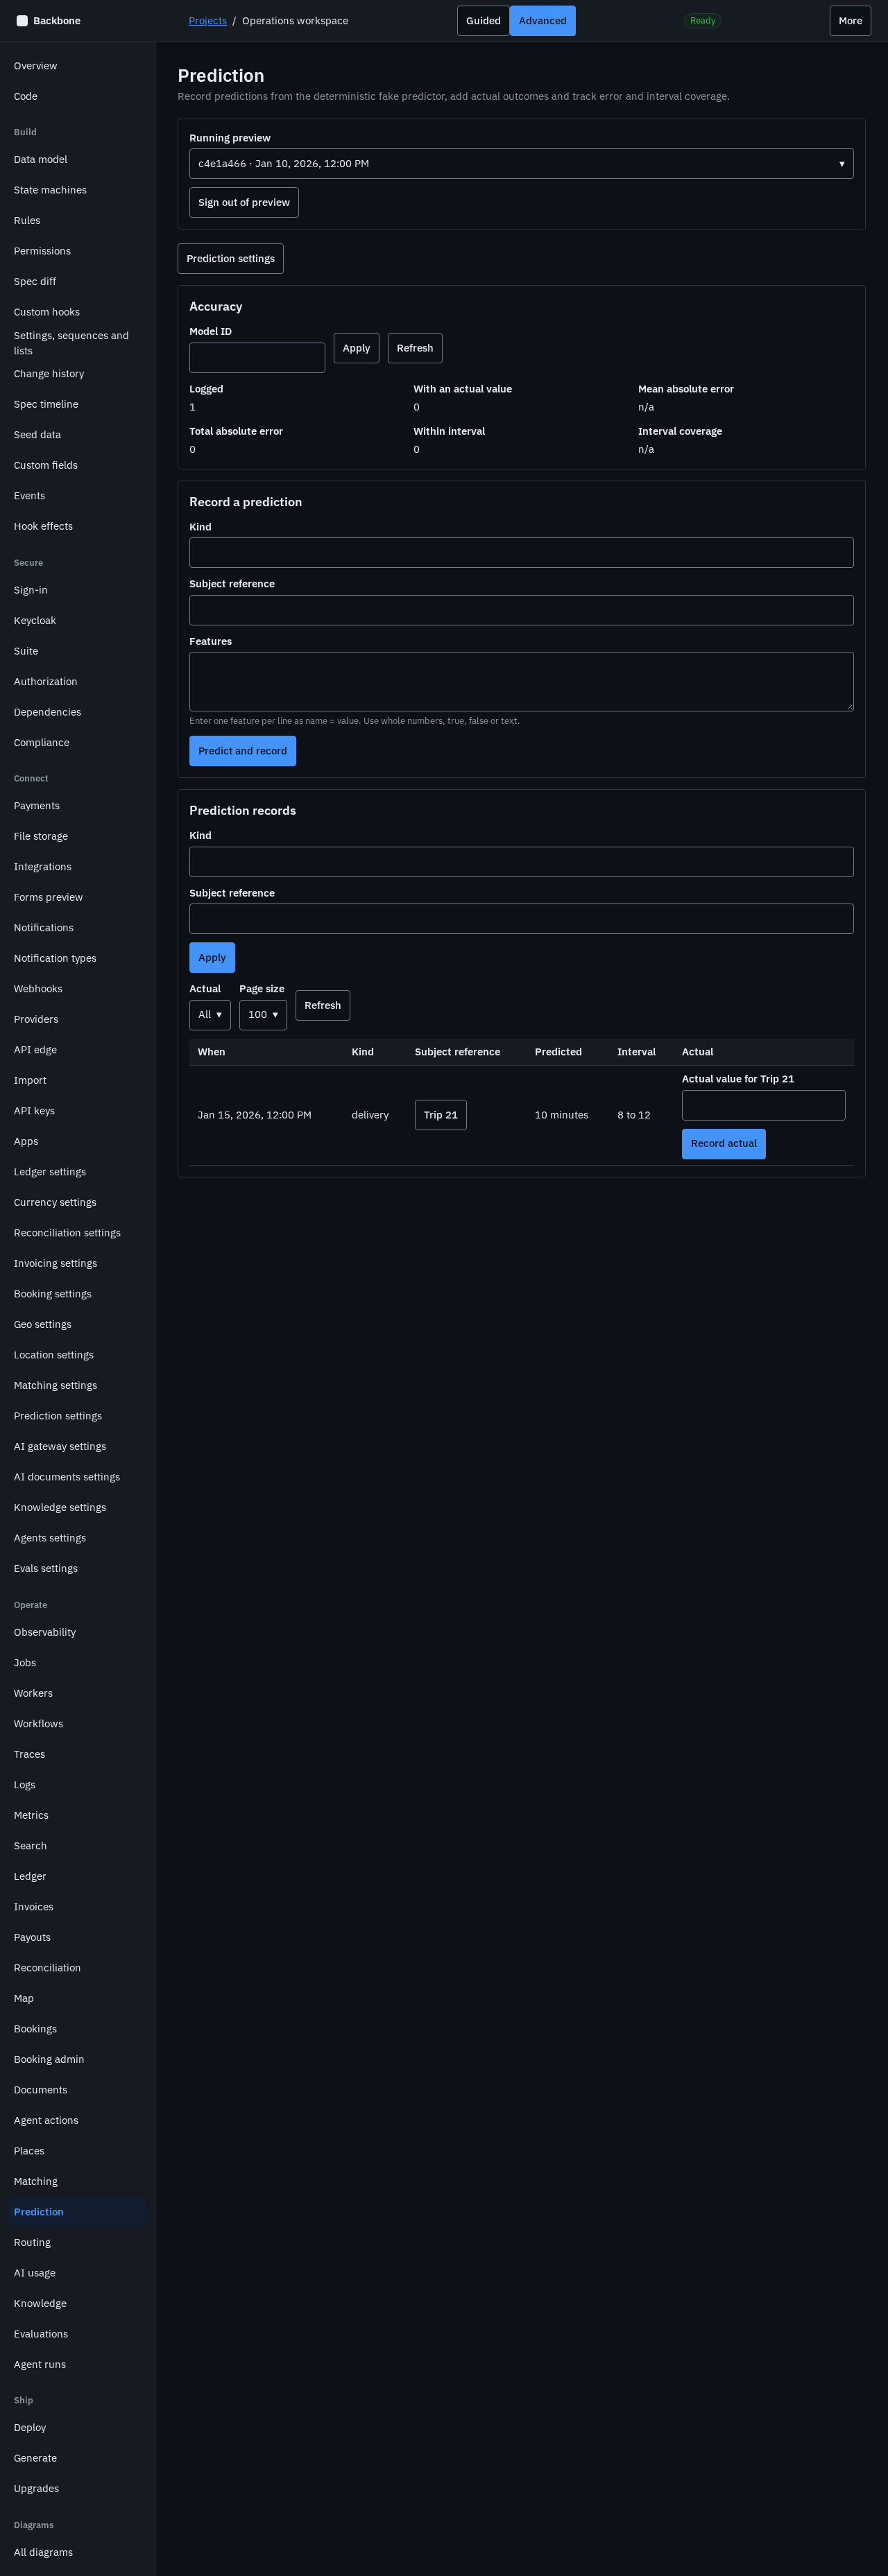 Backbone
Projects / Operations workspace
Guided
Advanced
Ready
More
Overview
Code
Build
Data model
State machines
Rules
Permissions
Spec diff
Custom hooks
Settings, sequences and
lists
Change history
Spec timeline
Seed data
Custom fields
Events
Hook effects
Secure
Sign-in
Keycloak
Suite
Authorization
Dependencies
Compliance
Connect
Payments
File storage
Integrations
Forms preview
Notifications
Notification types
Webhooks
Providers
API edge
Import
API keys
Apps
Ledger settings
Currency settings
Reconciliation settings
Invoicing settings
Booking settings
Geo settings
Location settings
Matching settings
Prediction settings
AI gateway settings
AI documents settings
Knowledge settings
Agents settings
Evals settings
Operate
Observability
Jobs
Workers
Workflows
Traces
Logs
Metrics
Search
Ledger
Invoices
Payouts
Reconciliation
Map
Bookings
Booking admin
Documents
Agent actions
Places
Matching
Prediction
Routing
AI usage
Knowledge
Evaluations
Agent runs
Ship
Deploy
Generate
Upgrades
Diagrams
All diagrams
Prediction
Record predictions from the deterministic fake predictor, add actual outcomes and track error and interval coverage.
Running preview
c4e1a466 · Jan 10, 2026, 12:00 PM
Sign out of preview
Prediction settings
Accuracy
Model ID
Apply
Refresh
Logged
1
With an actual value
0
Mean absolute error
n/a
Total absolute error
0
Within interval
0
Interval coverage
n/a
Record a prediction
Kind
Subject reference
Features
Enter one feature per line as name = value. Use whole numbers, true, false or text.
Predict and record
Prediction records
Kind
Subject reference
Apply
Actual
All
Page size
100
Refresh
When Kind Subject reference Predicted Interval Actual
Jan 15, 2026, 12:00 PM delivery Trip 21 10 minutes 8 to 12
Actual value for Trip 21
Record actual